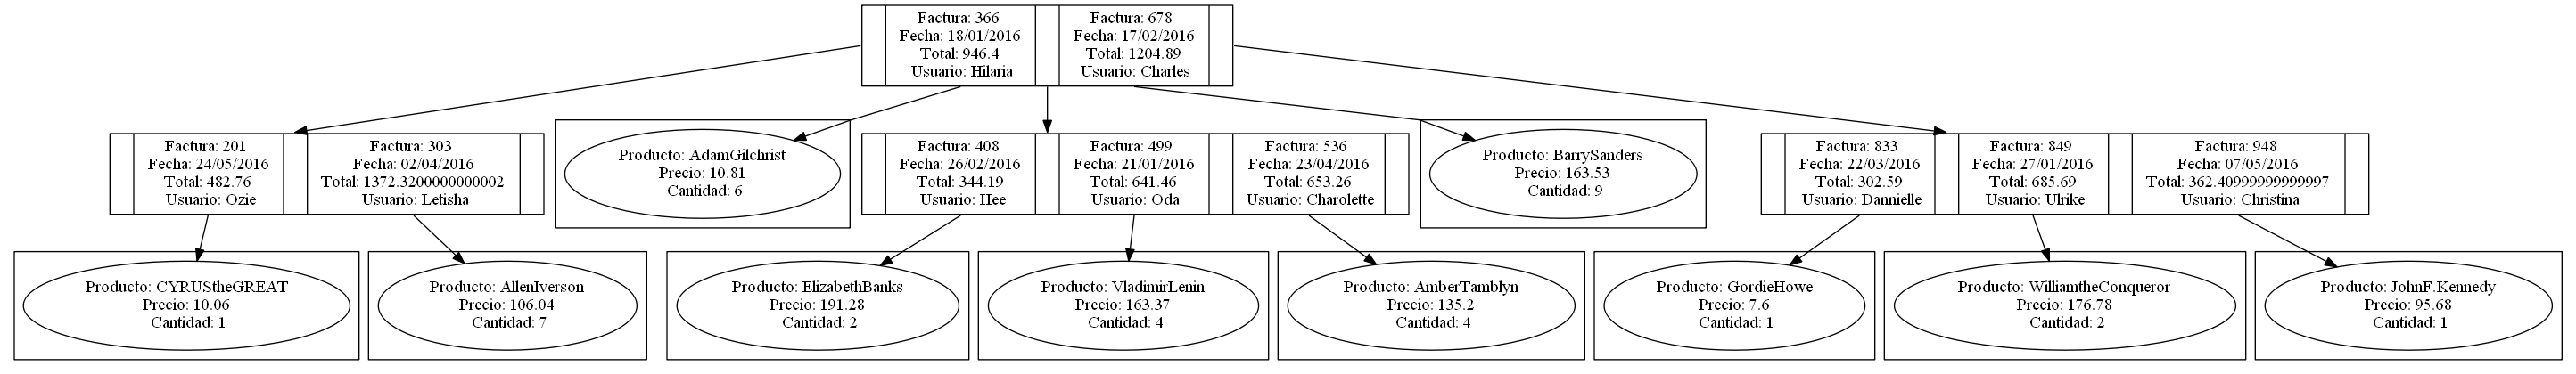 Factura: 366
Fecha: 18/01/2016
Total: 946.4
Usuario: Hilaria
Factura: 678
Fecha: 17/02/2016
Total: 1204.89
Usuario: Charles
Factura: 201
Fecha: 24/05/2016
Total: 482.76
Usuario: Ozie
Factura: 303
Fecha: 02/04/2016
Total: 1372.3200000000002
Usuario: Letisha
Producto: AdamGilchrist
Precio: 10.81
Cantidad: 6
Factura: 408
Fecha: 26/02/2016
Total: 344.19
Usuario: Hee
Factura: 499
Fecha: 21/01/2016
Total: 641.46
Usuario: Oda
Factura: 536
Fecha: 23/04/2016
Total: 653.26
Usuario: Charolette
Producto: BarrySanders
Precio: 163.53
Cantidad: 9
Factura: 833
Fecha: 22/03/2016
Total: 302.59
Usuario: Dannielle
Factura: 849
Fecha: 27/01/2016
Total: 685.69
Usuario: Ulrike
Factura: 948
Fecha: 07/05/2016
Total: 362.40999999999997
Usuario: Christina
Producto: CYRUStheGREAT
Precio: 10.06
Cantidad: 1
Producto: AllenIverson
Precio: 106.04
Cantidad: 7
Producto: ElizabethBanks
Precio: 191.28
Cantidad: 2
Producto: VladimirLenin
Precio: 163.37
Cantidad: 4
Producto: AmberTamblyn
Precio: 135.2
Cantidad: 4
Producto: GordieHowe
Precio: 7.6
Cantidad: 1
Producto: WilliamtheConqueror
Precio: 176.78
Cantidad: 2
Producto: JohnF.Kennedy
Precio: 95.68
Cantidad: 1